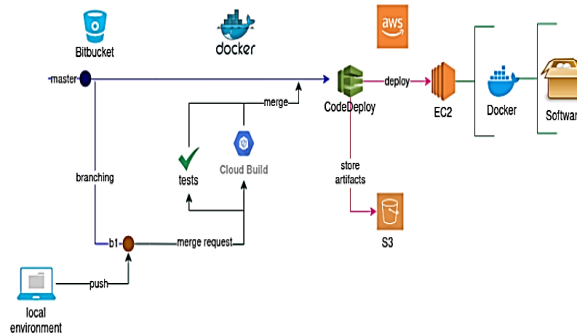 Bitbucket
docker
aws
master
CodeDeploy
deploy
EC2
Docker
Softwar
merge
tests
Cloud Build
branching
store
artifacts
b1
merge request
S3
push
local
environment